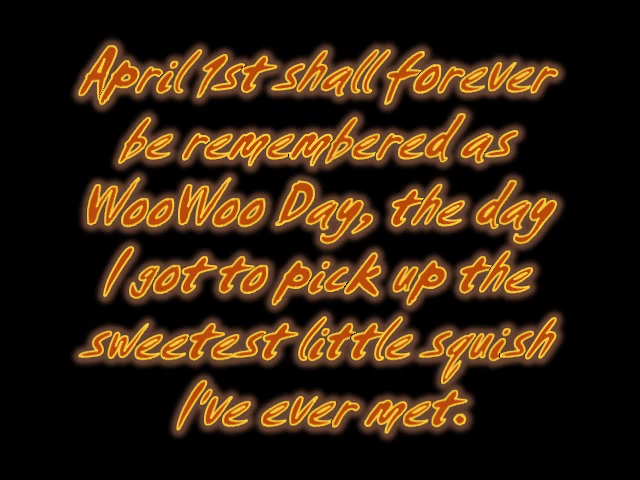 April 1st shall forever
be remembered as
WooWoo Day, the day
I got to pick up the
sweetest little squish
I've ever met.